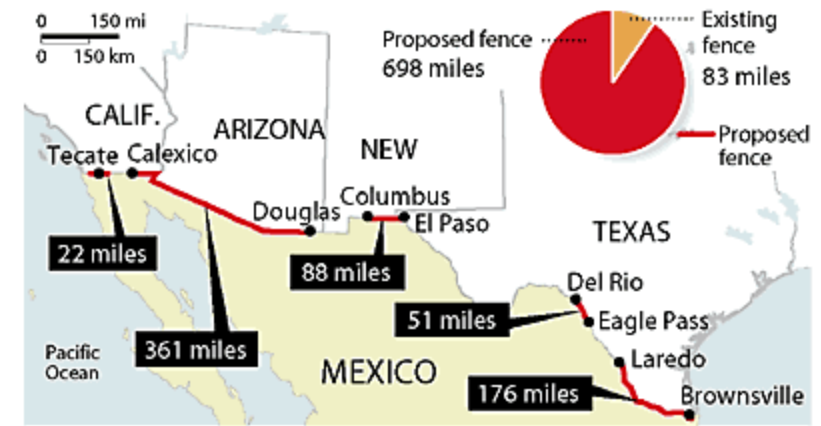 0 150 mi
0 150 km
Proposed fence
698 miles
Existing
fence
83 miles
Proposed
fence
CALIF.
ARIZONA
NEW
Tecate
Calexico
Columbus
Douglas
El Paso
TEXAS
22 miles
88 miles
Del Rio
51 miles
Eagle Pass
361 miles
Pacific
Ocean
MEXICO
Laredo
176 miles
Brownsville